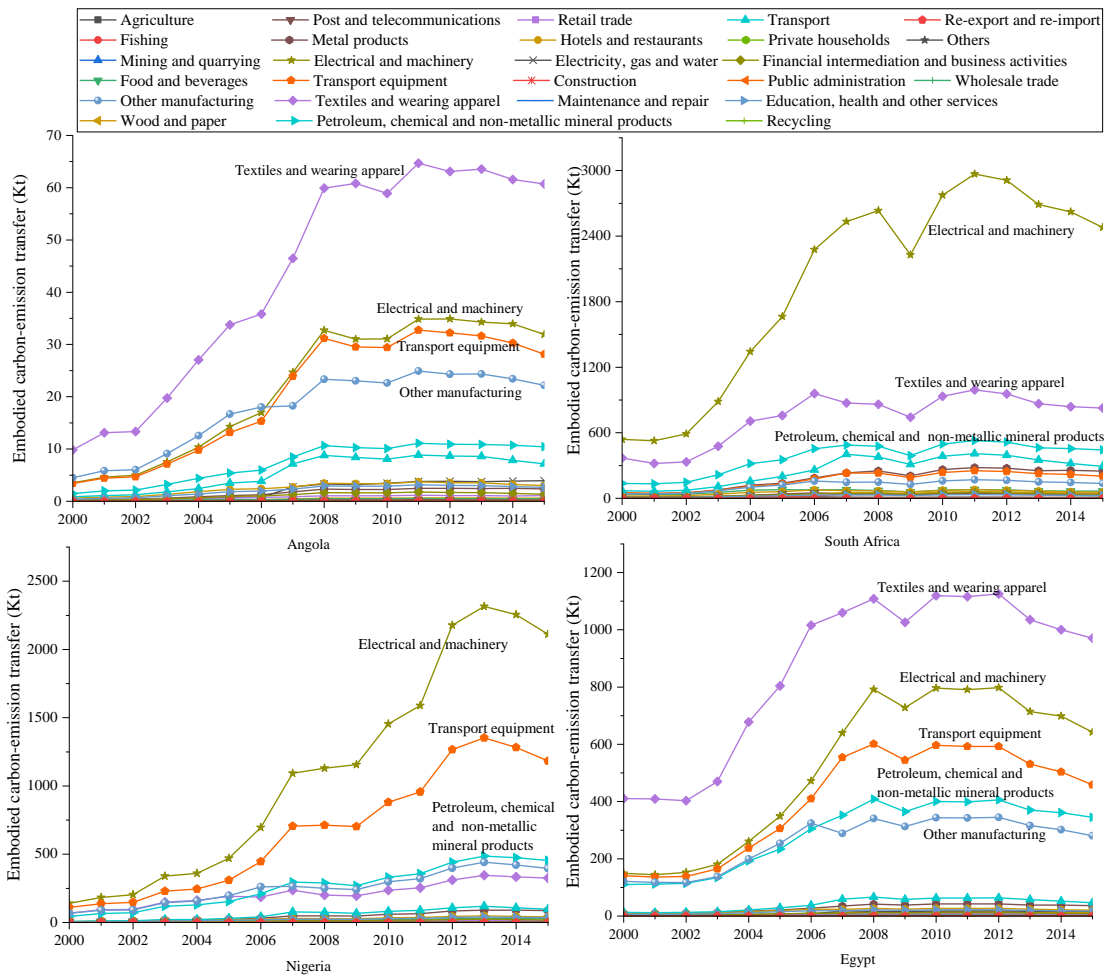 Agriculture Post and telecommunications Retail trade Transport Re-export and re-import
Fishing Metal products Hotels and restaurants Private households Others
Mining and quarrying Electrical and machinery Electricity, gas and water Financial intermediation and business activities
Food and beverages Transport equipment Construction Public administration Wholesale trade
Other manufacturing Textiles and wearing apparel Maintenance and repair Education, health and other services
Wood and paper Petroleum, chemical and non-metallic mineral products Recycling
Embodied carbon-emission transfer (Kt)
70
60
50
40
30
20
10
0
Textiles and wearing apparel
Electrical and machinery
Transport equipment
Other manufacturing
2000 2002 2004 2006 2008 2010 2012 2014
Angola
Embodied carbon-emission transfer (Kt)
3000
2400
1800
1200
600
0
Electrical and machinery
Textiles and wearing apparel
Petroleum, chemical and non-metallic mineral products
2000 2002 2004 2006 2008 2010 2012 2014
South Africa
Embodied carbon-emission transfer (Kt)
2500
2000
1500
1000
500
0
Electrical and machinery
Transport equipment
Petroleum, chemical
and non-metallic
mineral products
2000 2002 2004 2006 2008 2010 2012 2014
Nigeria
Embodied carbon-emission transfer (Kt)
1200
1000
800
600
400
200
0
Textiles and wearing apparel
Electrical and machinery
Transport equipment
Petroleum, chemical and
non-metallic mineral products
Other manufacturing
2000 2002 2004 2006 2008 2010 2012 2014
Egypt